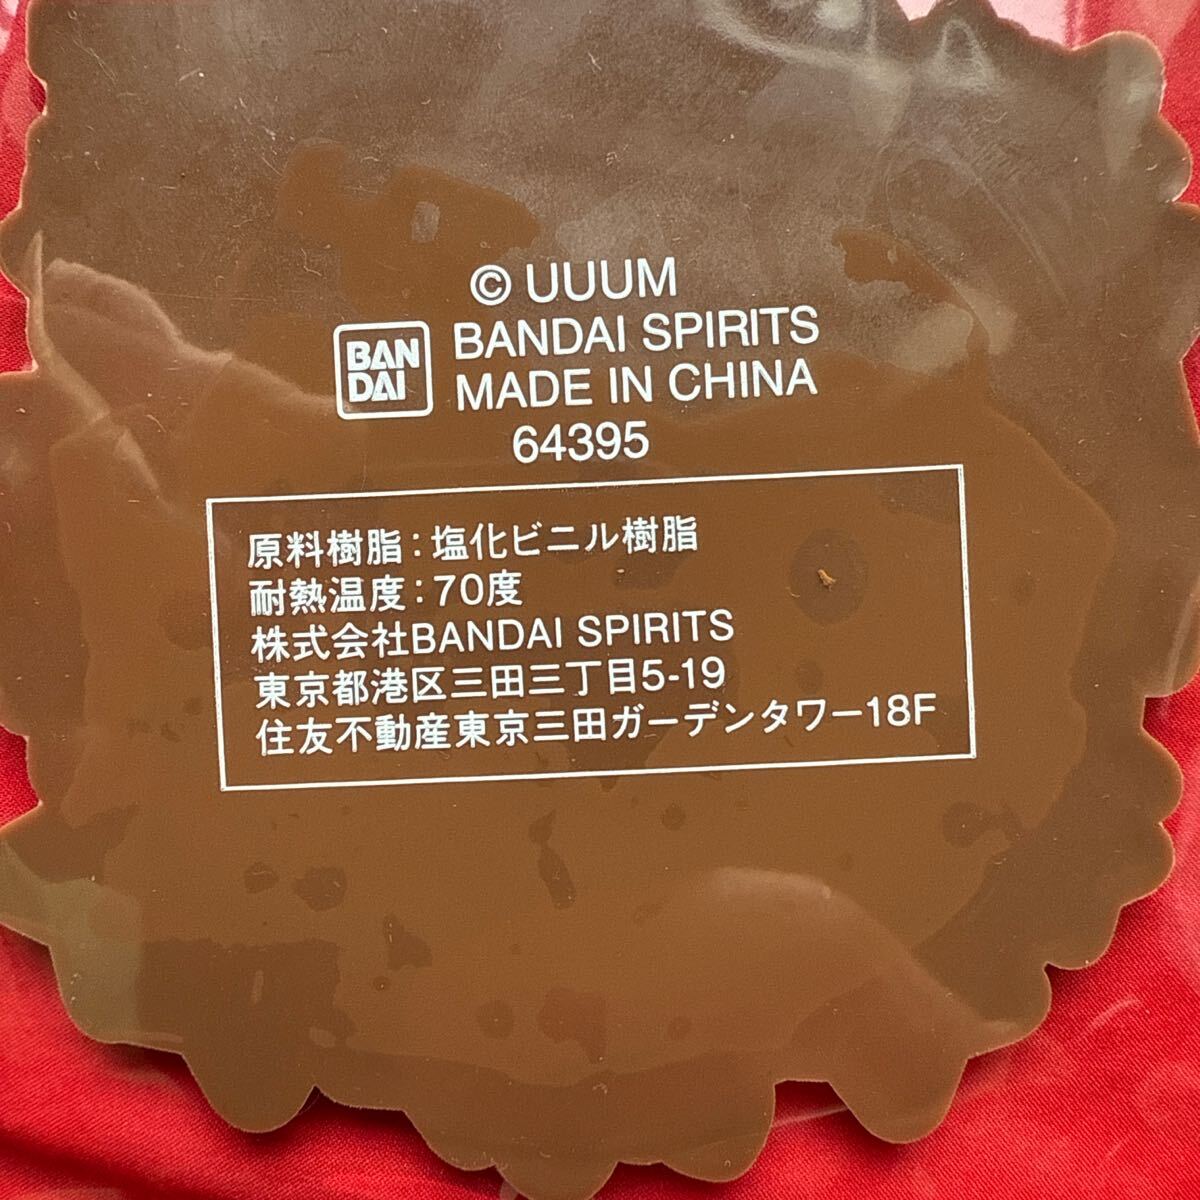 © UUUM
BAN
DAI
BANDAI SPIRITS
MADE IN CHINA
64395
原料樹脂：塩化ビニル樹脂
耐熱温度：70度
株式会社BANDAI SPIRITS
東京都港区三田三丁目5-19
住友不動産東京三田ガーデンタワー18F